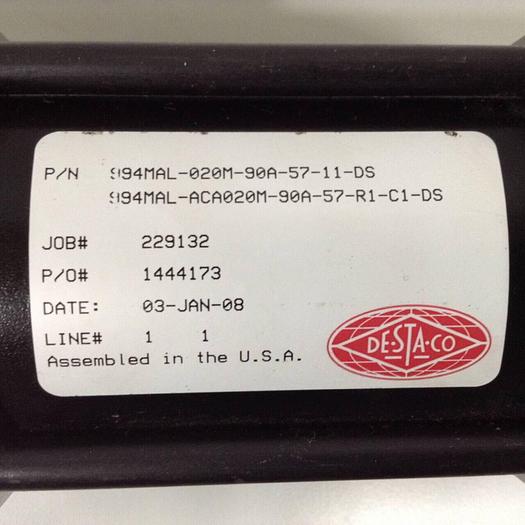 P/N 994MAL-020M-90A-57-11-DS
994MAL-ACA020M-90A-57-R1-C1-DS
JOB# 229132
P/O# 1444173
DATE: 03-JAN-08
LINE# 1 1
Assembled in the U.S.A.
DE-STA-CO